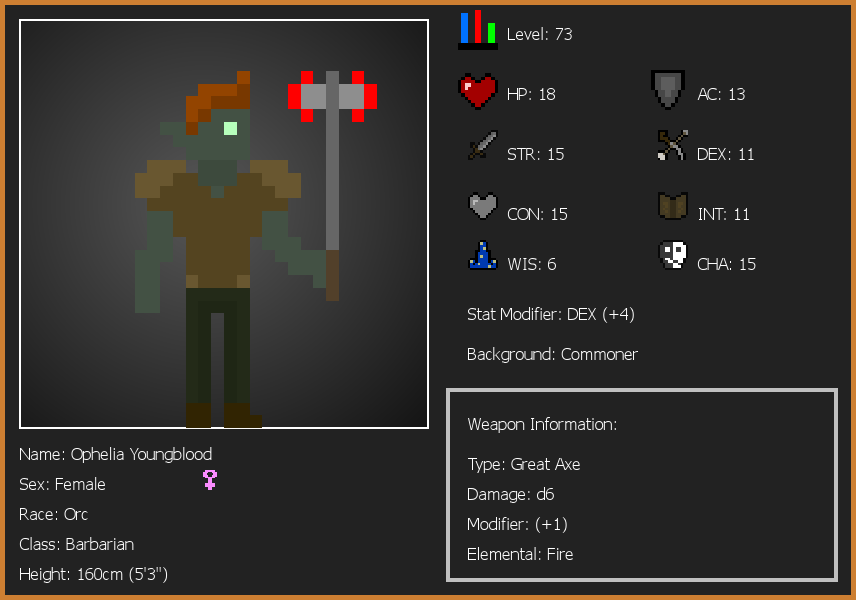 Level: 73
HP: 18
AC: 13
STR: 15
DEX: 11
CON: 15
INT: 11
WIS: 6
CHA: 15
Stat Modifier: DEX (+4)
Background: Commoner
Weapon Information:
Type: Great Axe
Damage: d6
Modifier: (+1)
Elemental: Fire
Name: Ophelia Youngblood
Sex: Female
Race: Orc
Class: Barbarian
Height: 160cm (5'3")